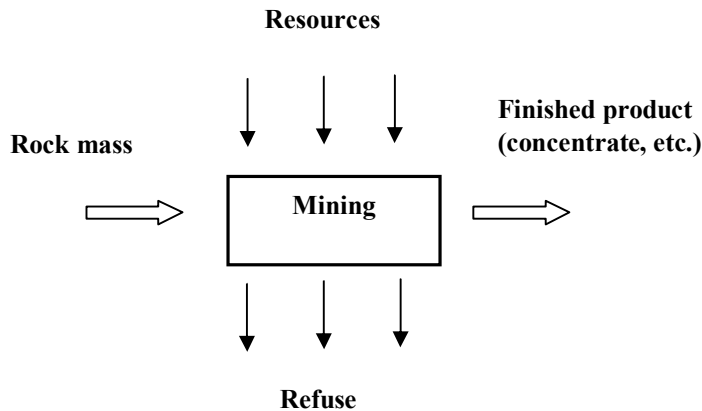 Resources
Finished product
(concentrate, etc.)
Rock mass
Mining
Refuse